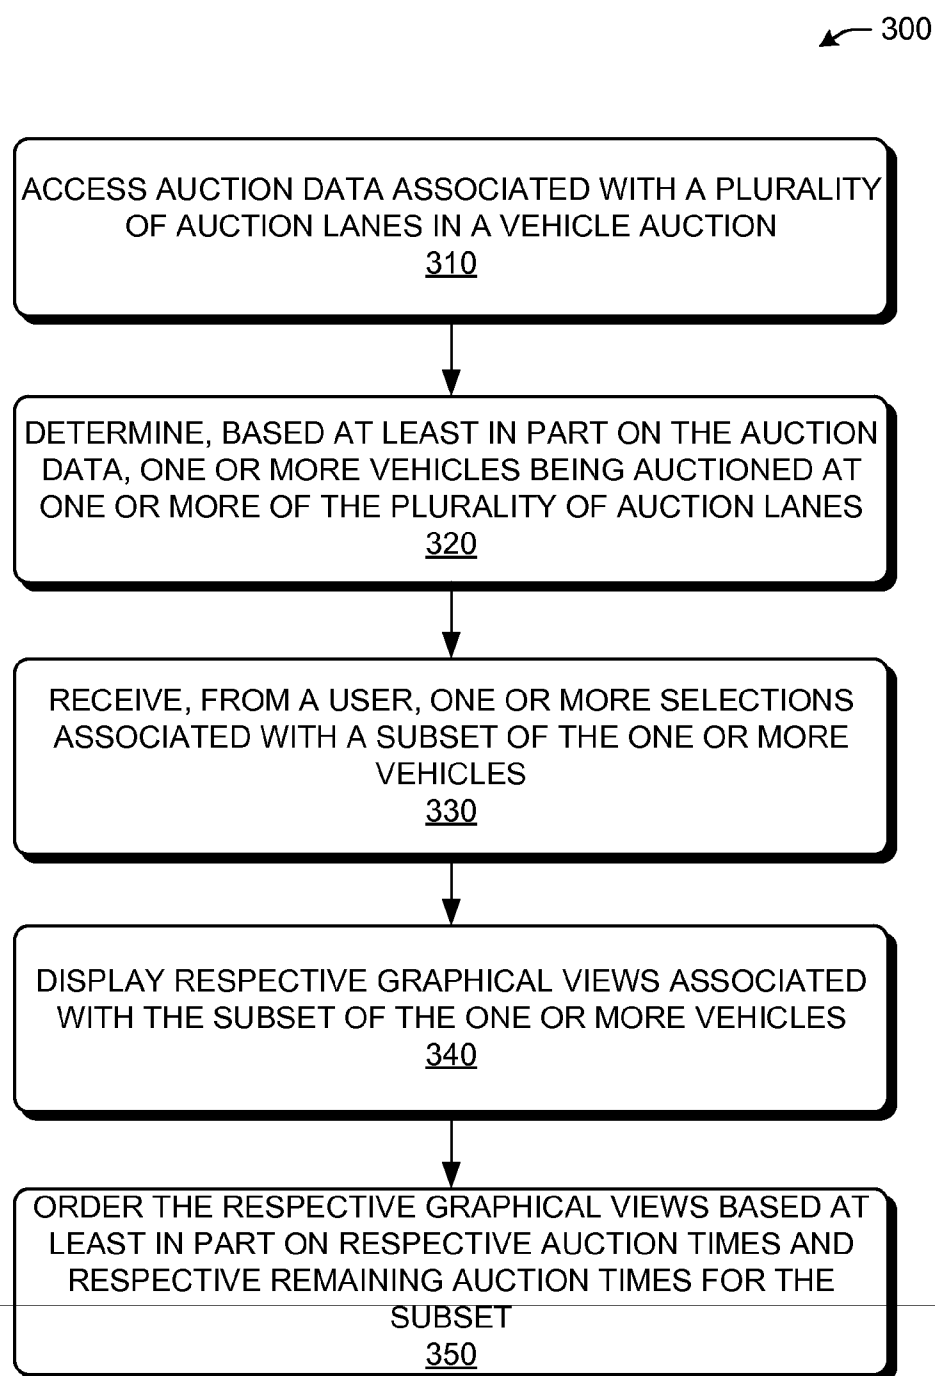 300
ACCESS AUCTION DATA ASSOCIATED WITH A PLURALITY
OF AUCTION LANES IN A VEHICLE AUCTION
310
DETERMINE, BASED AT LEAST IN PART ON THE AUCTION
DATA, ONE OR MORE VEHICLES BEING AUCTIONED AT
ONE OR MORE OF THE PLURALITY OF AUCTION LANES
320
RECEIVE, FROM A USER, ONE OR MORE SELECTIONS
ASSOCIATED WITH A SUBSET OF THE ONE OR MORE
VEHICLES
330
DISPLAY RESPECTIVE GRAPHICAL VIEWS ASSOCIATED
WITH THE SUBSET OF THE ONE OR MORE VEHICLES
340
ORDER THE RESPECTIVE GRAPHICAL VIEWS BASED AT
LEAST IN PART ON RESPECTIVE AUCTION TIMES AND
RESPECTIVE REMAINING AUCTION TIMES FOR THE
SUBSET
350